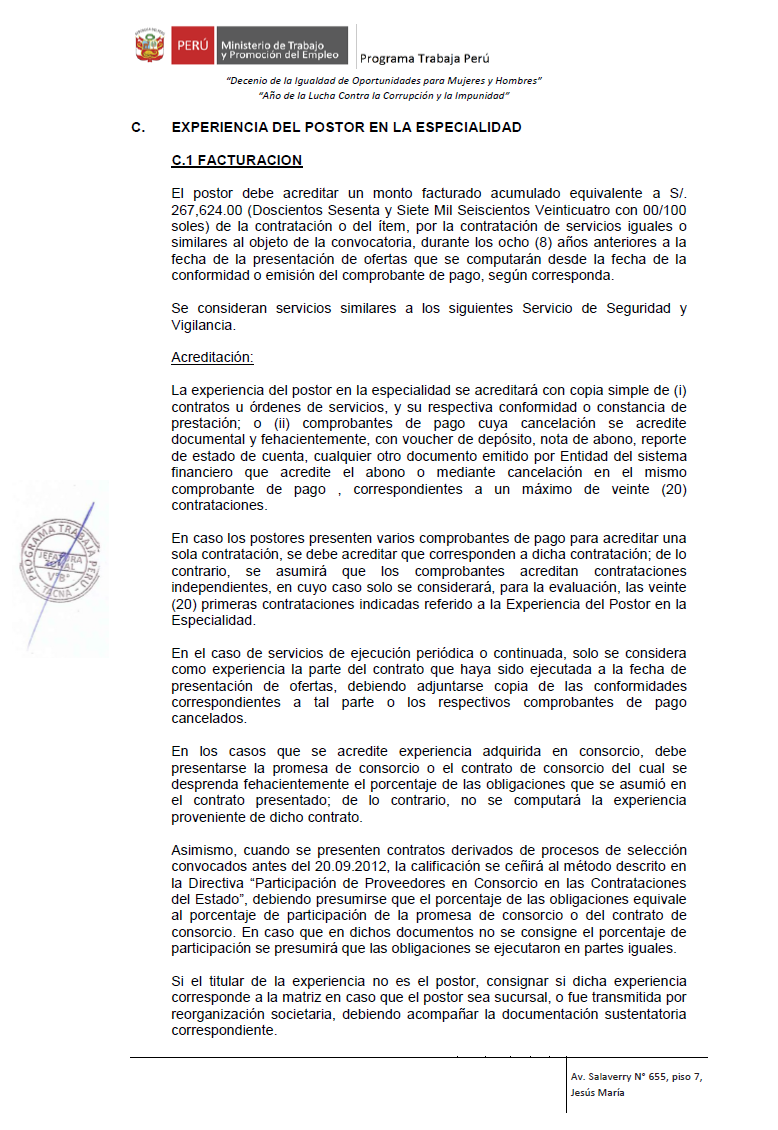 PERÚ
Ministerio de Trabajo
y Promoción del Empleo
Programa Trabaja Perú
“Decenio de la Igualdad de Oportunidades para Mujeres y Hombres”
“Año de la Lucha Contra la Corrupción y la Impunidad”
C. EXPERIENCIA DEL POSTOR EN LA ESPECIALIDAD
C.1 FACTURACION
El postor debe acreditar un monto facturado acumulado equivalente a S/.
267,624.00 (Doscientos Sesenta y Siete Mil Seiscientos Veinticuatro con 00/100
soles) de la contratación o del ítem, por la contratación de servicios iguales o
similares al objeto de la convocatoria, durante los ocho (8) años anteriores a la
fecha de la presentación de ofertas que se computarán desde la fecha de la
conformidad o emisión del comprobante de pago, según corresponda.
Se consideran servicios similares a los siguientes Servicio de Seguridad y
Vigilancia.
Acreditación:
La experiencia del postor en la especialidad se acreditará con copia simple de (i)
contratos u órdenes de servicios, y su respectiva conformidad o constancia de
prestación; o (ii) comprobantes de pago cuya cancelación se acredite
documental y fehacientemente, con voucher de depósito, nota de abono, reporte
de estado de cuenta, cualquier otro documento emitido por Entidad del sistema
financiero que acredite el abono o mediante cancelación en el mismo
comprobante de pago , correspondientes a un máximo de veinte (20)
contrataciones.
En caso los postores presenten varios comprobantes de pago para acreditar una
sola contratación, se debe acreditar que corresponden a dicha contratación; de lo
contrario, se asumirá que los comprobantes acreditan contrataciones
independientes, en cuyo caso solo se considerará, para la evaluación, las veinte
(20) primeras contrataciones indicadas referido a la Experiencia del Postor en la
Especialidad.
En el caso de servicios de ejecución periódica o continuada, solo se considera
como experiencia la parte del contrato que haya sido ejecutada a la fecha de
presentación de ofertas, debiendo adjuntarse copia de las conformidades
correspondientes a tal parte o los respectivos comprobantes de pago
cancelados.
En los casos que se acredite experiencia adquirida en consorcio, debe
presentarse la promesa de consorcio o el contrato de consorcio del cual se
desprenda fehacientemente el porcentaje de las obligaciones que se asumió en
el contrato presentado; de lo contrario, no se computará la experiencia
proveniente de dicho contrato.
Asimismo, cuando se presenten contratos derivados de procesos de selección
convocados antes del 20.09.2012, la calificación se ceñirá al método descrito en
la Directiva “Participación de Proveedores en Consorcio en las Contrataciones
del Estado”, debiendo presumirse que el porcentaje de las obligaciones equivale
al porcentaje de participación de la promesa de consorcio o del contrato de
consorcio. En caso que en dichos documentos no se consigne el porcentaje de
participación se presumirá que las obligaciones se ejecutaron en partes iguales.
Si el titular de la experiencia no es el postor, consignar si dicha experiencia
corresponde a la matriz en caso que el postor sea sucursal, o fue transmitida por
reorganización societaria, debiendo acompañar la documentación sustentatoria
correspondiente.
PROGRAMA TRABAJA PERÚ
JEFATURA
V°B°
TACNA
Av. Salaverry N° 655, piso 7,
Jesús María